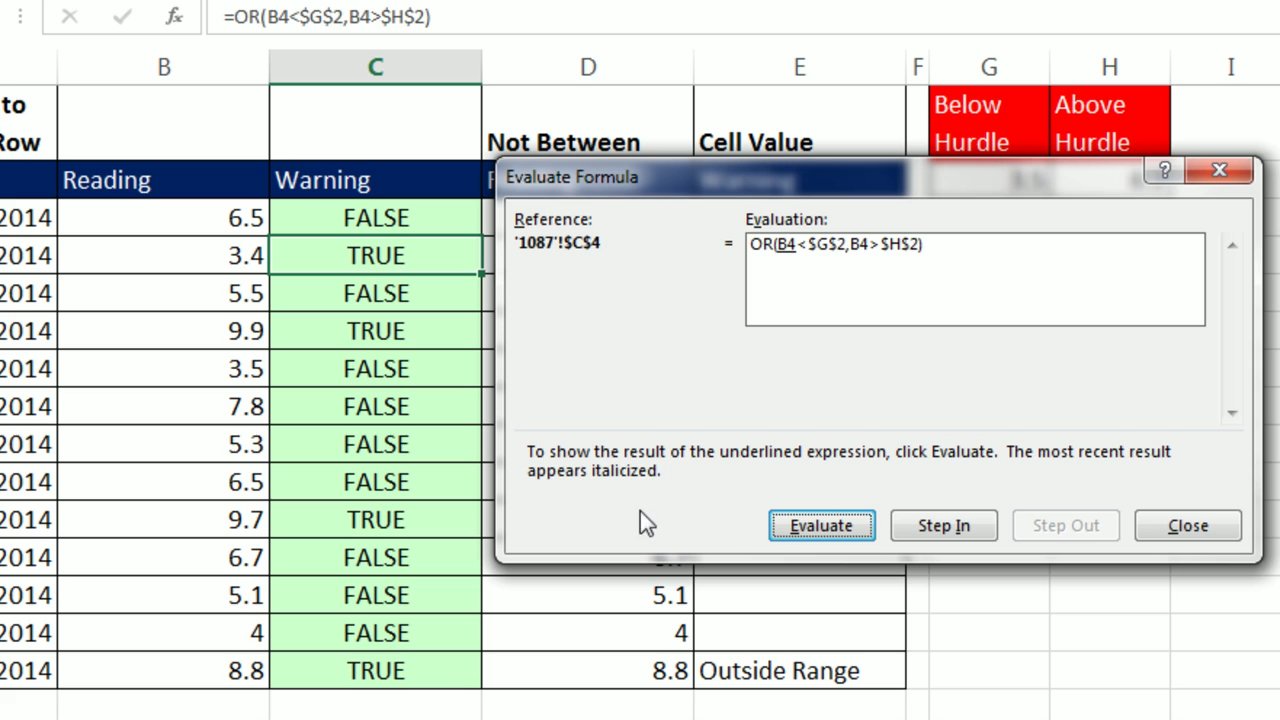 =OR(B4<$G$2,B4>$H$2)
B C D E F G H I
to Below Above
Row Not Between Cell Value Hurdle Hurdle
Reading Warning
2014 6.5 FALSE
2014 3.4 TRUE
2014 5.5 FALSE
2014 9.9 TRUE
2014 3.5 FALSE
2014 7.8 FALSE
2014 5.3 FALSE
2014 6.5 FALSE
2014 9.7 TRUE
2014 6.7 FALSE
2014 5.1 FALSE 5.1
2014 4 FALSE 4
2014 8.8 TRUE 8.8 Outside Range
Evaluate Formula
Reference: Evaluation:
'1087'!$C$4 = OR(B4<$G$2,B4>$H$2)
To show the result of the underlined expression, click Evaluate. The most recent result
appears italicized.
Evaluate Step In Step Out Close